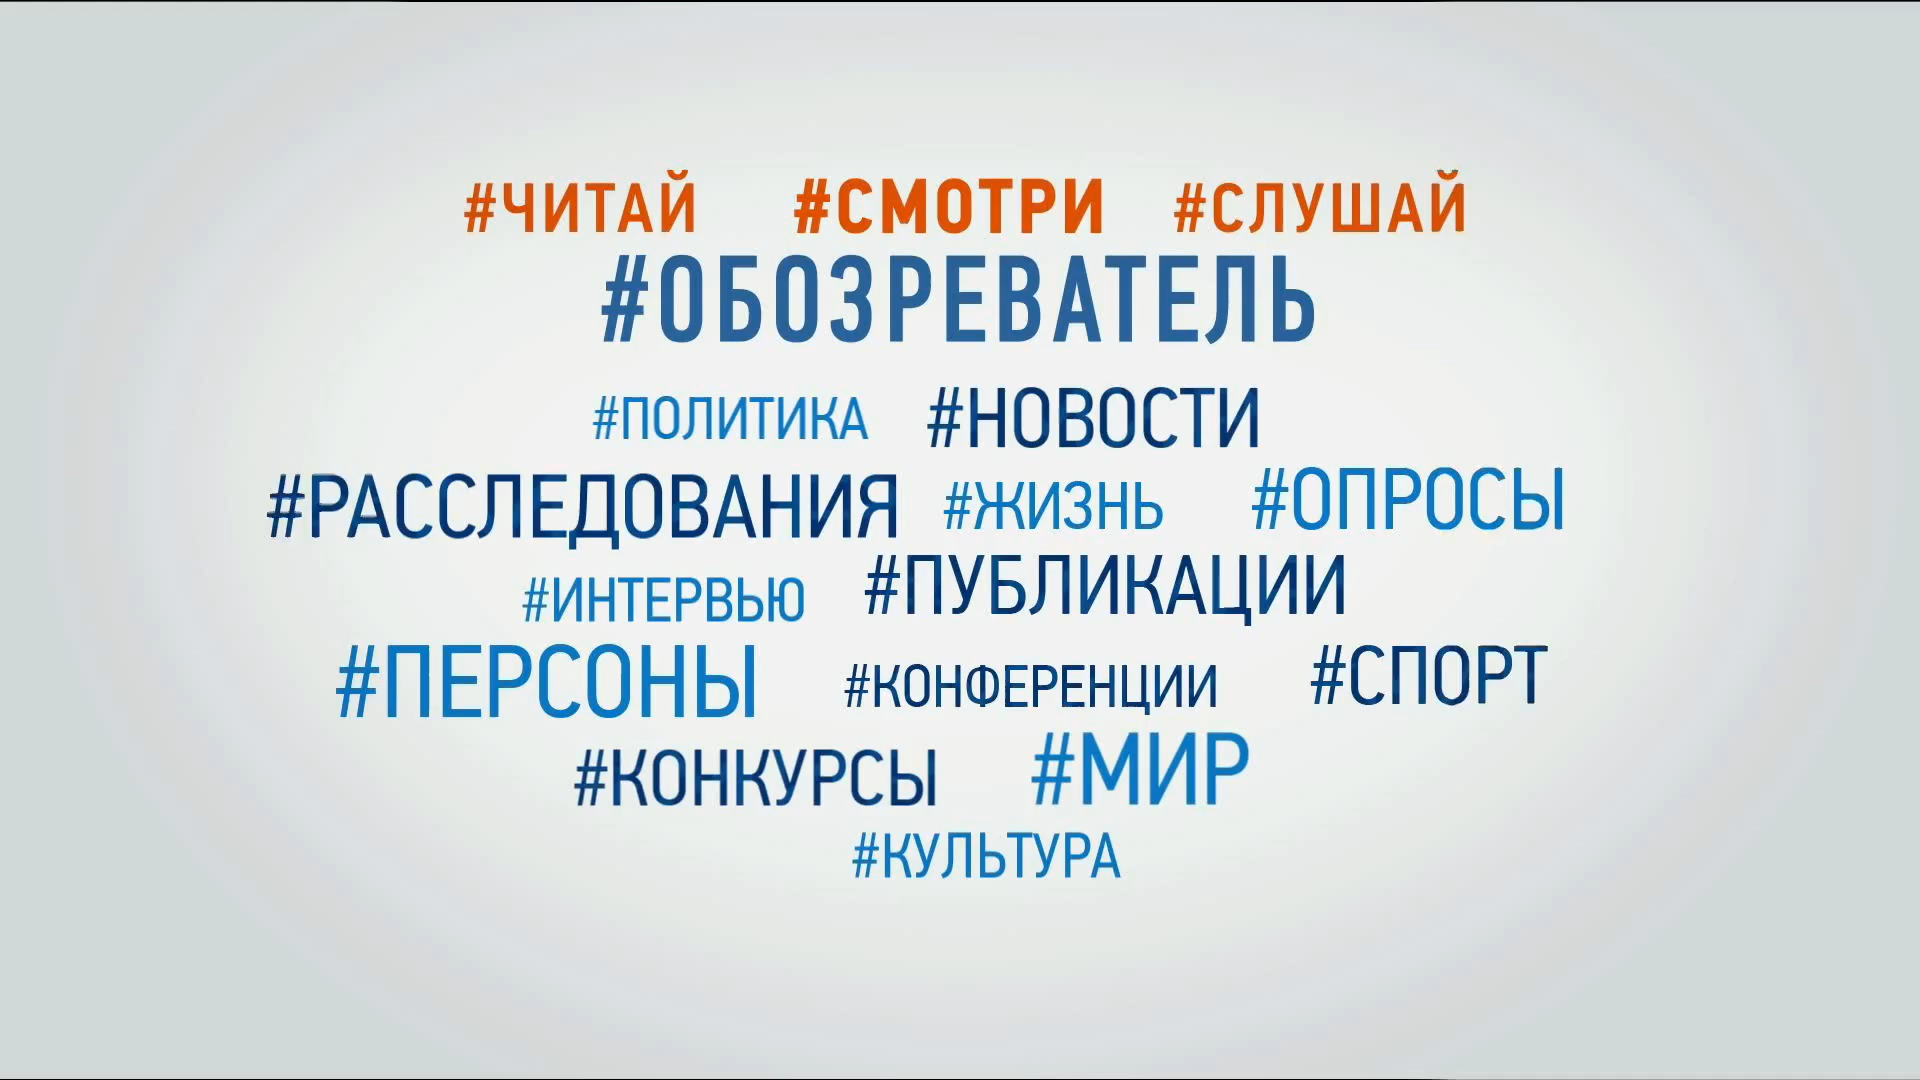 #ЧИТАЙ #СМОТРИ #СЛУШАЙ
#ОБОЗРЕВАТЕЛЬ
#ПОЛИТИКА #НОВОСТИ
#РАССЛЕДОВАНИЯ #ЖИЗНЬ #ОПРОСЫ
#ИНТЕРВЬЮ #ПУБЛИКАЦИИ
#ПЕРСОНЫ #КОНФЕРЕНЦИИ #СПОРТ
#КОНКУРСЫ #МИР
#КУЛЬТУРА